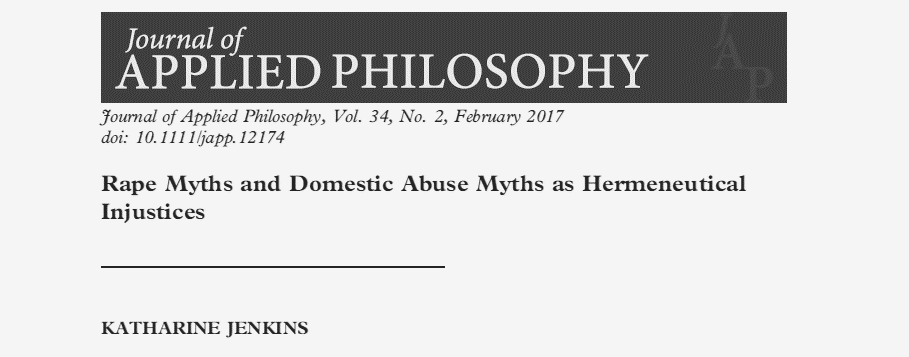 Journal of
APPLIED PHILOSOPHY
JAP
Journal of Applied Philosophy, Vol. 34, No. 2, February 2017
doi: 10.1111/japp.12174
Rape Myths and Domestic Abuse Myths as Hermeneutical
Injustices
KATHARINE JENKINS